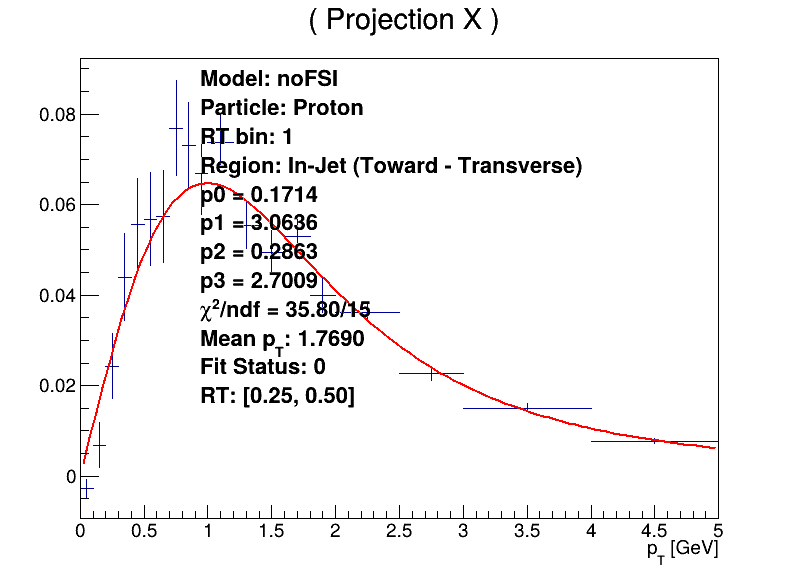 ( Projection X )
Model: noFSI
Particle: Proton
RT bin: 1
Region: In-Jet (Toward - Transverse)
p0 = 0.1714
p1 = 3.0636
p2 = 0.2863
p3 = 2.7009
χ²/ndf = 35.80/15
Mean p_T: 1.7690
Fit Status: 0
RT: [0.25, 0.50]
0.08
0.06
0.04
0.02
0
0 0.5 1 1.5 2 2.5 3 3.5 4 4.5 5
p_T [GeV]